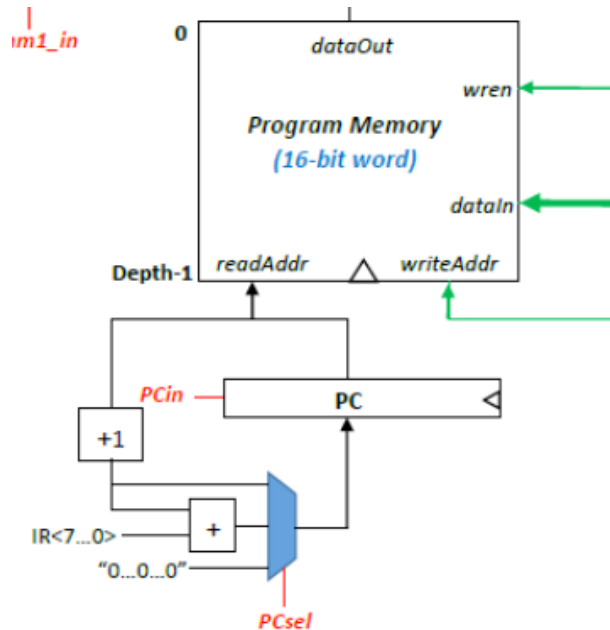 m1_in
0
dataOut
wren
Program Memory
(16-bit word)
dataIn
Depth-1
readAddr
writeAddr
PCin
PC
+1
+
IR<7...0>
“0...0...0”
PCsel